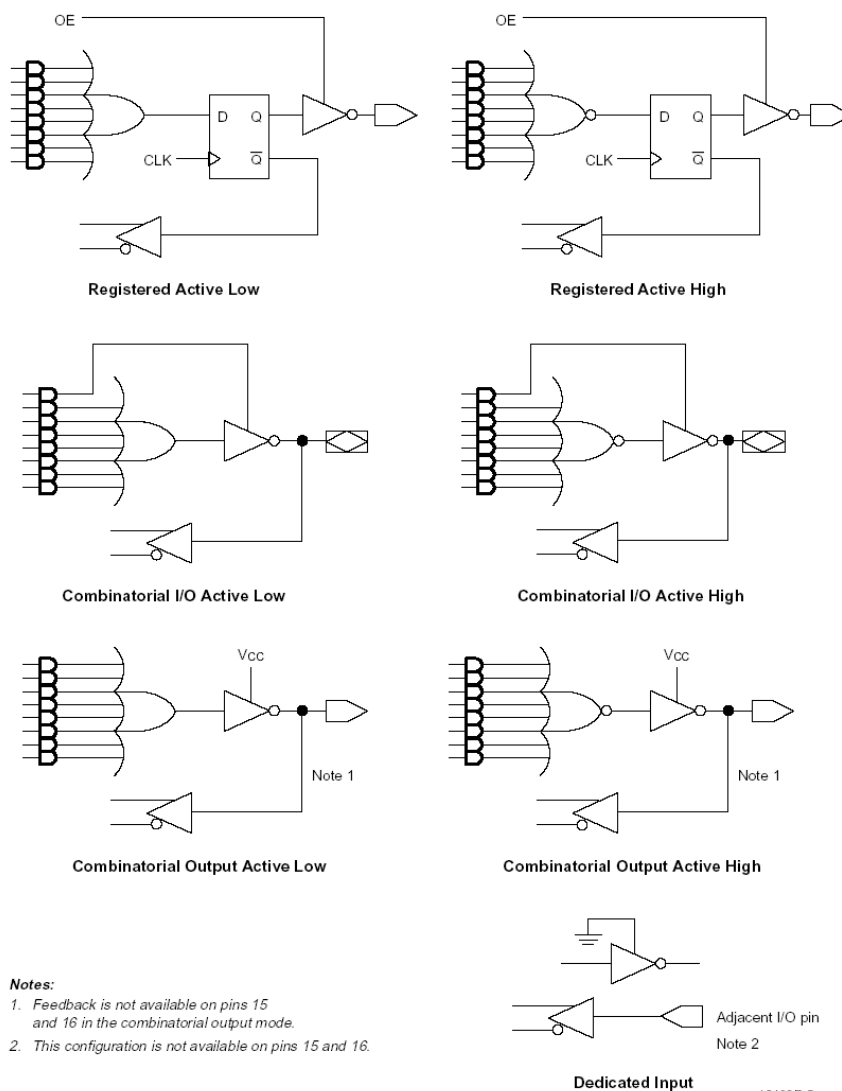 OE
OE
D Q
D Q
CLK
Q̅
CLK
Q̅
Registered Active Low
Registered Active High
Combinatorial I/O Active Low
Combinatorial I/O Active High
Vcc
Vcc
Note 1
Note 1
Combinatorial Output Active Low
Combinatorial Output Active High
Notes:
1. Feedback is not available on pins 15
and 16 in the combinatorial output mode.
2. This configuration is not available on pins 15 and 16.
Adjacent I/O pin
Note 2
Dedicated Input